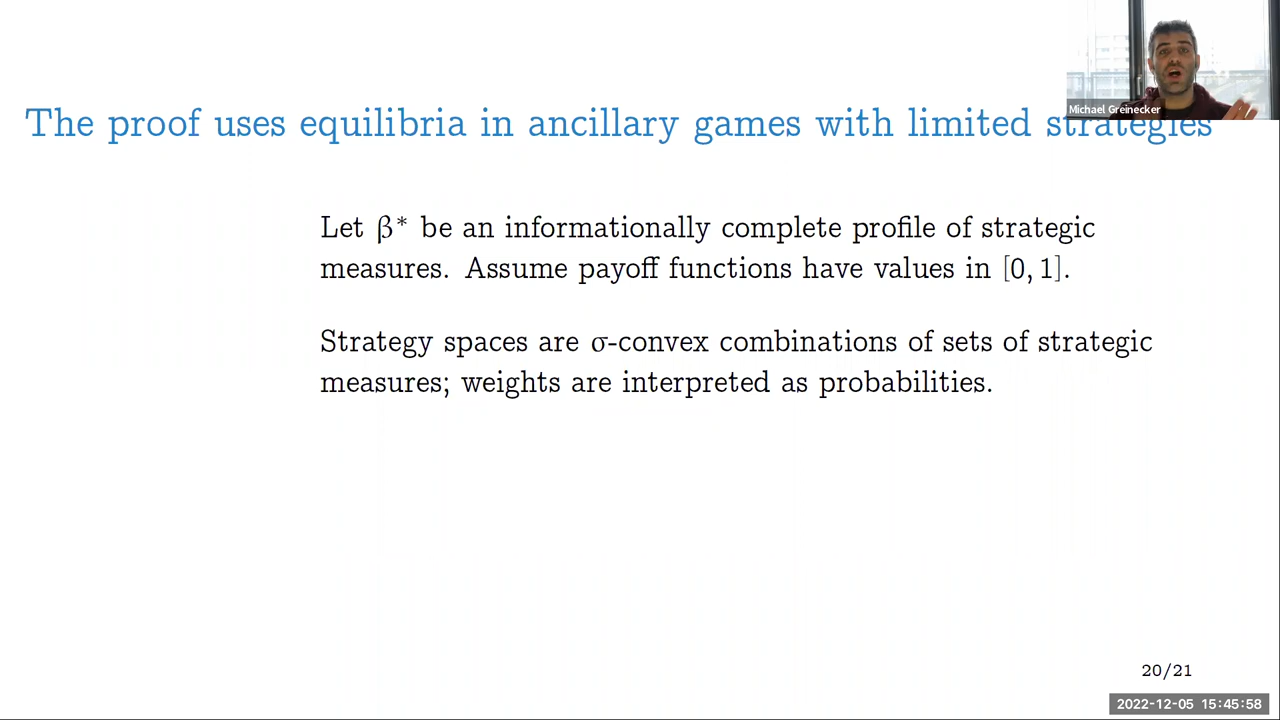 Michael Greinecker
The proof uses equilibria in ancillary games with limited strategies
Let β* be an informationally complete profile of strategic
measures. Assume payoff functions have values in [0, 1].
Strategy spaces are σ-convex combinations of sets of strategic
measures; weights are interpreted as probabilities.
20/21
2022-12-05 15:45:58